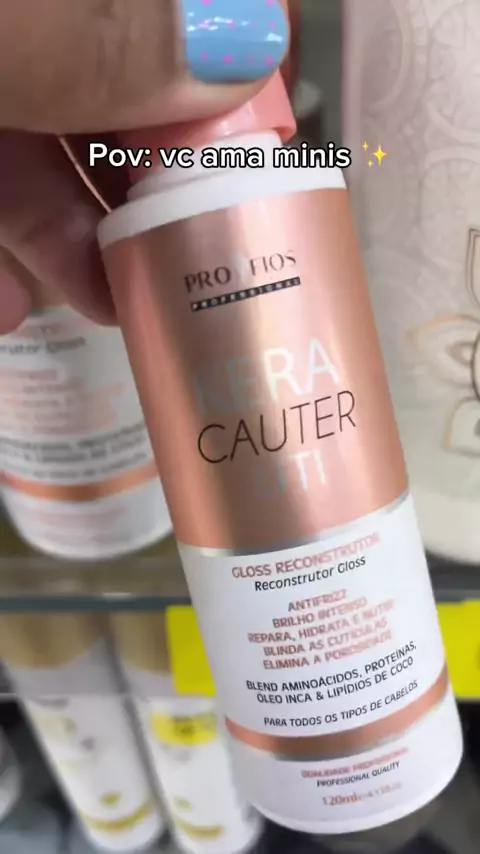 Pov: vc ama minis ✨
PRO FIOS
PROFESSIONAL
KERA
CAUTER
UTI
GLOSS RECONSTRUTOR
Reconstrutor Gloss
ANTIFRIZZ
BRILHO INTENSO
REPARA, HIDRATA E NUTRE
BLINDA AS CUTÍCULAS
ELIMINA A POROSIDADE
BLEND AMINOÁCIDOS, PROTEÍNAS,
ÓLEO INCA & LIPÍDIOS DE COCO
PARA TODOS OS TIPOS DE CABELOS
QUALIDADE PROFISSIONAL
PROFESSIONAL QUALITY
120ml